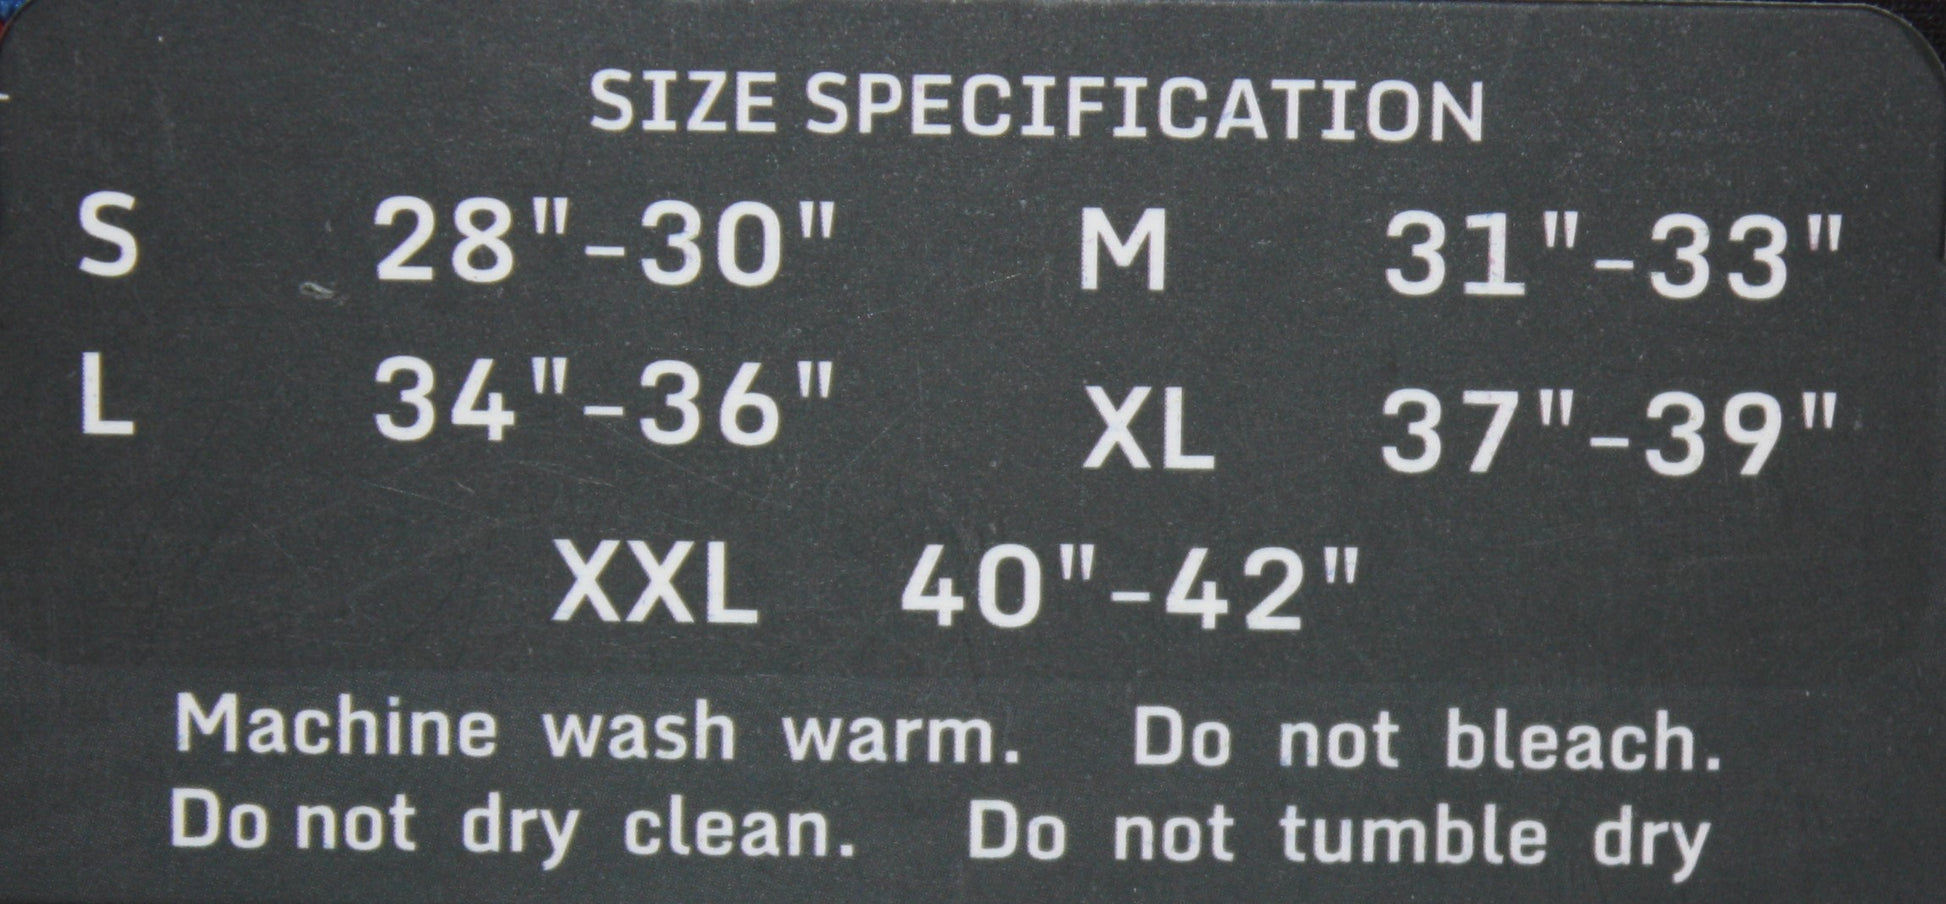 SIZE SPECIFICATION
S 28"-30" M 31"-33"
L 34"-36" XL 37"-39"
XXL 40"-42"
Machine wash warm. Do not bleach.
Do not dry clean. Do not tumble dry